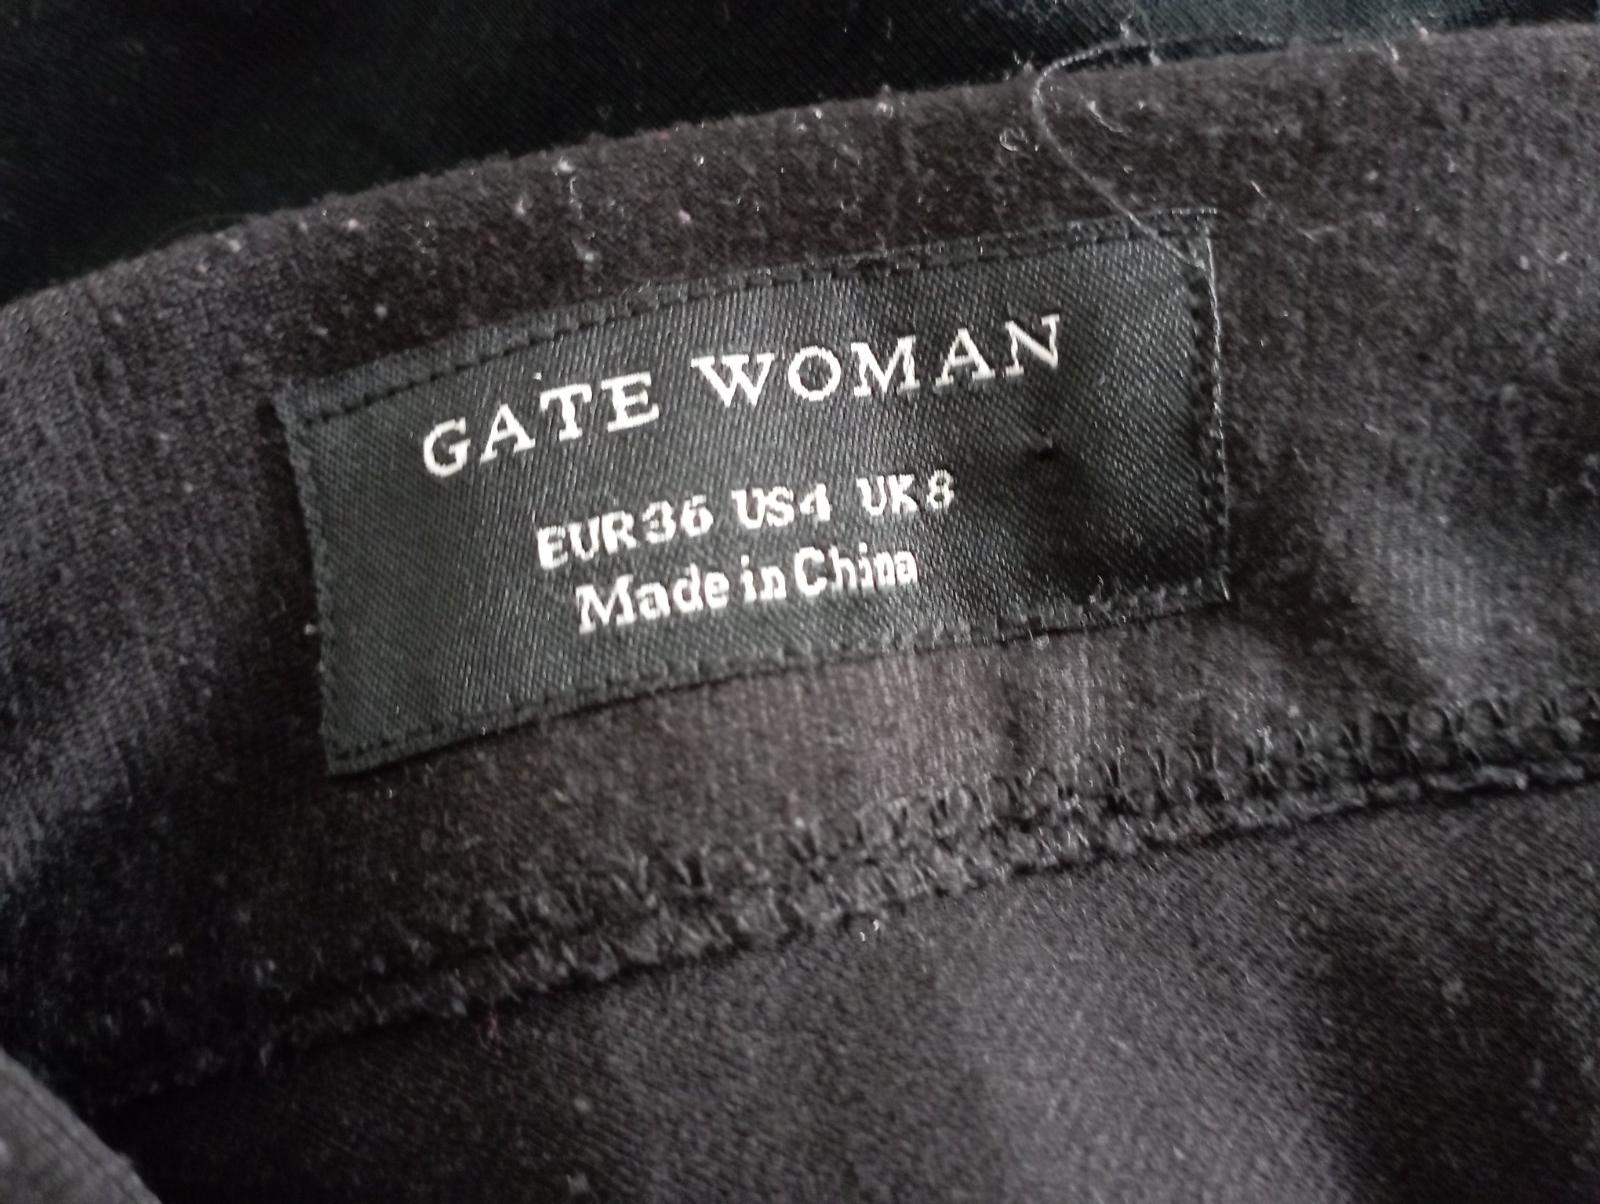 GATE WOMAN
EUR36 US4 UK8
Made in China